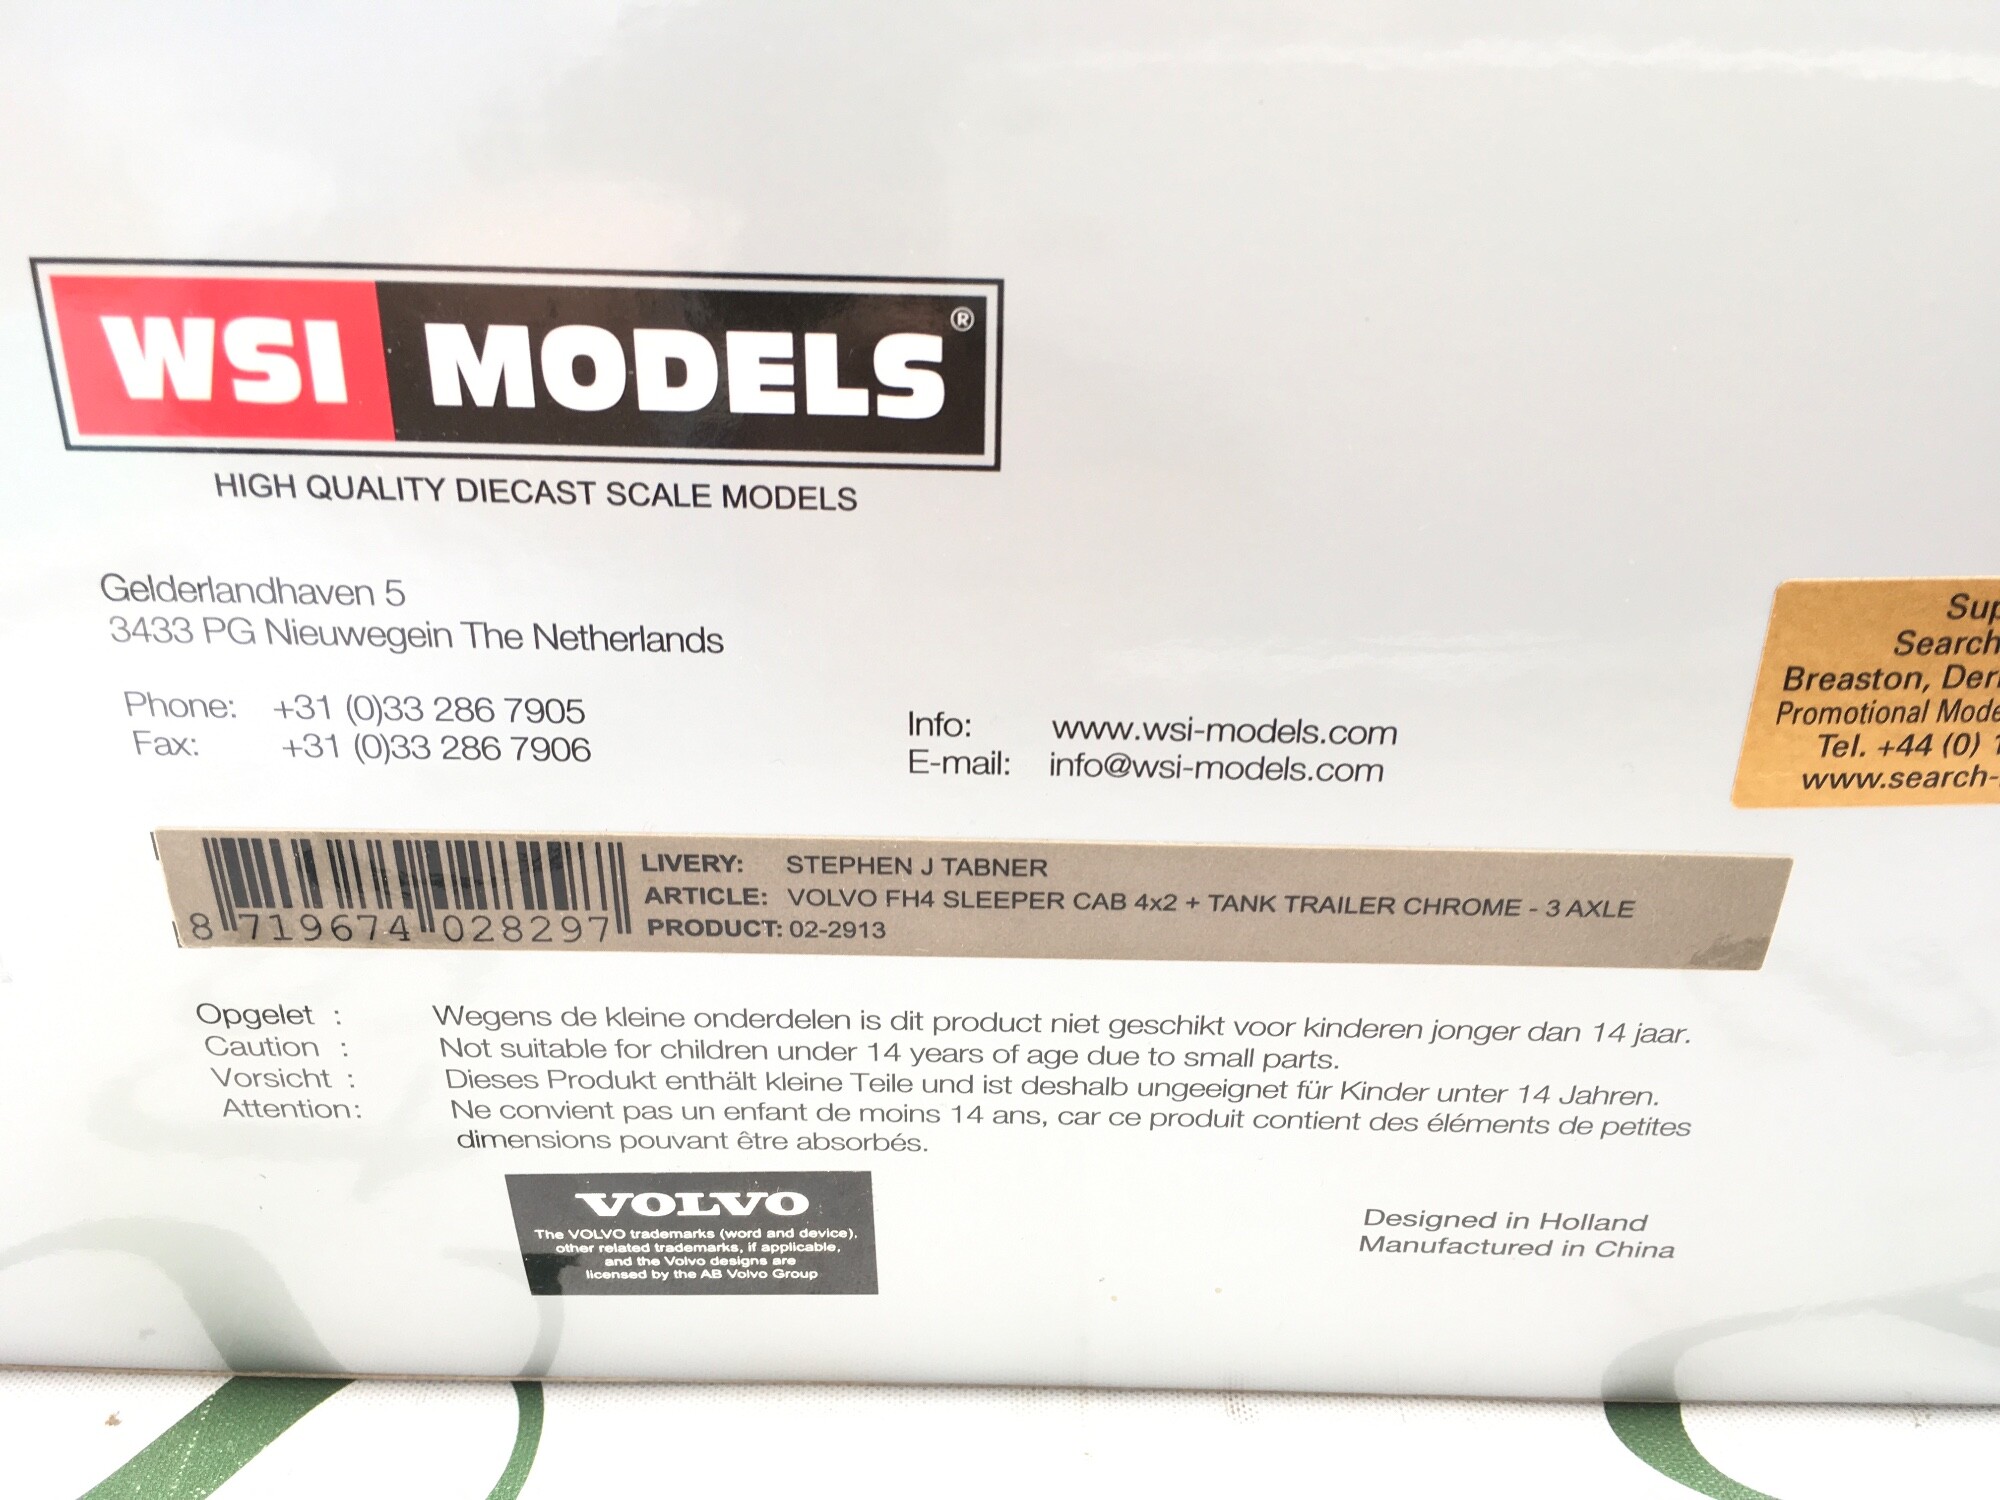 WSI MODELS®
HIGH QUALITY DIECAST SCALE MODELS
Gelderlandhaven 5
3433 PG Nieuwegein The Netherlands
Phone: +31 (0)33 286 7905
Fax: +31 (0)33 286 7906
Info: www.wsi-models.com
E-mail: info@wsi-models.com
Sup
Search
Breaston, Der
Promotional Mode
Tel. +44 (0) 1
www.search-
8 719674 028297
LIVERY: STEPHEN J TABNER
ARTICLE: VOLVO FH4 SLEEPER CAB 4x2 + TANK TRAILER CHROME - 3 AXLE
PRODUCT: 02-2913
Opgelet : Wegens de kleine onderdelen is dit product niet geschikt voor kinderen jonger dan 14 jaar.
Caution : Not suitable for children under 14 years of age due to small parts.
Vorsicht : Dieses Produkt enthält kleine Teile und ist deshalb ungeeignet für Kinder unter 14 Jahren.
Attention: Ne convient pas un enfant de moins 14 ans, car ce produit contient des éléments de petites
dimensions pouvant être absorbés.
VOLVO
The VOLVO trademarks (word and device),
other related trademarks, if applicable,
and the Volvo designs are
licensed by the AB Volvo Group
Designed in Holland
Manufactured in China